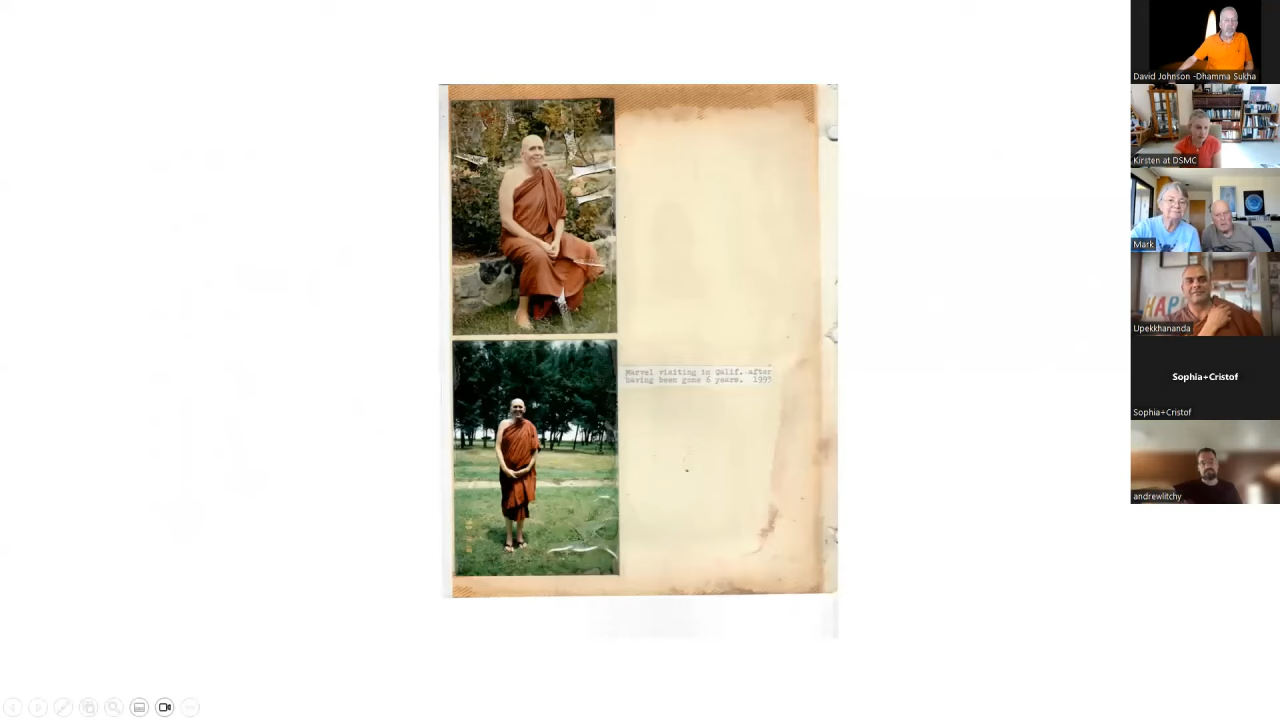 Marvel visiting in Calif. after
having been gone 6 years. 1995
David Johnson -Dhamma Sukha
Kirsten at DSMC
Mark
HAP
Upekkhananda
Sophia+Cristof
Sophia+Cristof
andrewlitchy